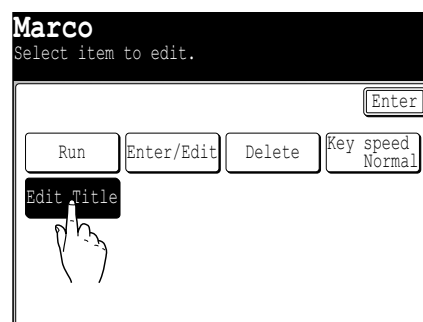 Marco
Select item to edit.
Enter
Run Enter/Edit Delete Key speed
Normal
Edit Title